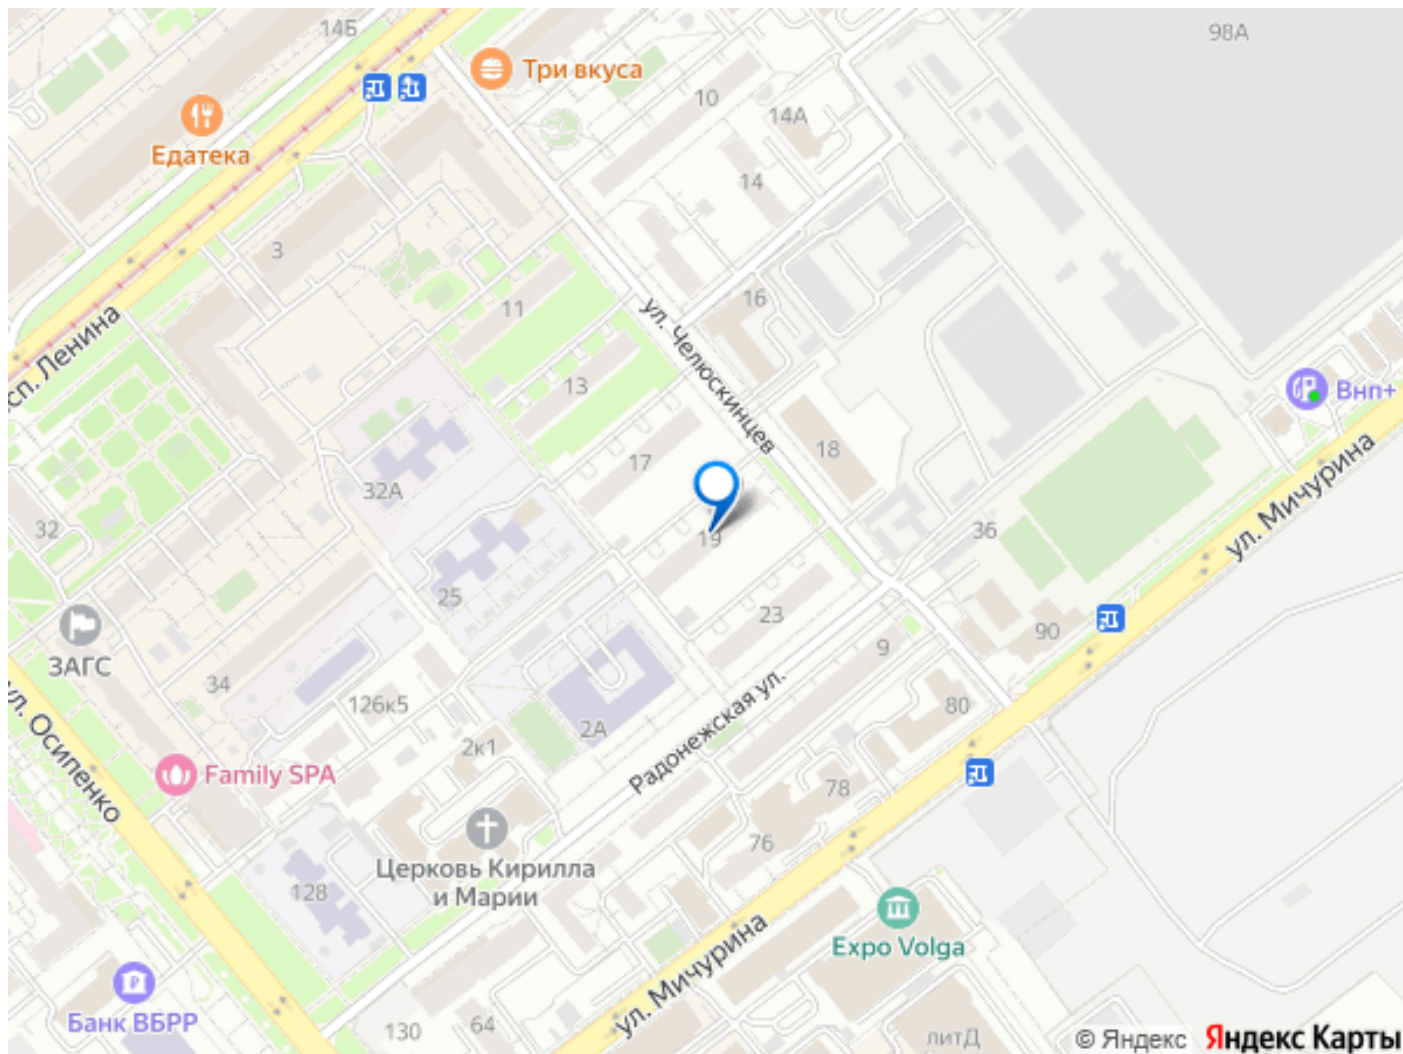 14Б
98А
Три вкуса
10
14А
Едатека
14
3
16
11
ул. Челюскинцев
сп. Ленина
13
Внп+
18
17
ул. Мичурина
32А
32
19
36
25
23
90
9
ЗАГС
34
126к5
80
ул. Осипенко
2А
Радонежская ул.
2к1
Family SPA
78
76
Церковь Кирилла
и Марии
128
Expo Volga
ул. Мичурина
Банк ВБРР
130
64
литД
© Яндекс Яндекс Карты